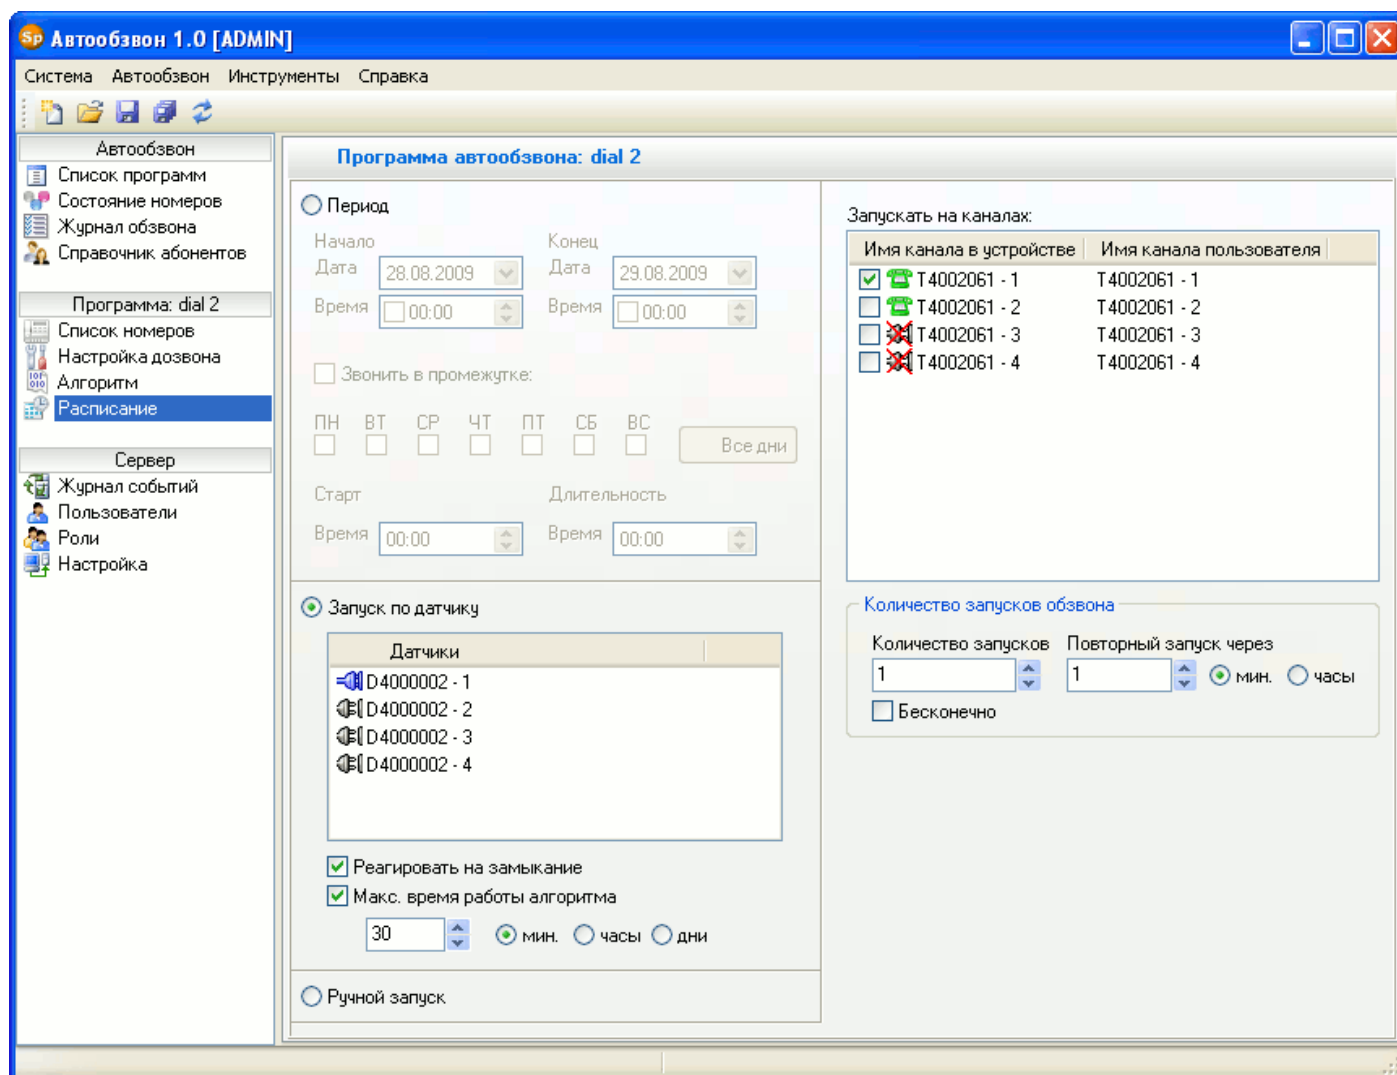 Sp Автообзвон 1.0 [ADMIN]
Система Автообзвон Инструменты Справка
Автообзвон
Список программ
Состояние номеров
Журнал обзвона
Справочник абонентов
Программа: dial 2
Список номеров
Настройка дозвона
Алгоритм
Расписание
Сервер
Журнал событий
Пользователи
Роли
Настройка
Программа автообзвона: dial 2
Период
Начало Конец
Дата 28.08.2009 Дата 29.08.2009
Время 00:00 Время 00:00
Звонить в промежутке:
ПН ВТ СР ЧТ ПТ СБ ВС
Все дни
Старт Длительность
Время 00:00 Время 00:00
Запуск по датчику
Датчики
D4000002 - 1
D4000002 - 2
D4000002 - 3
D4000002 - 4
Реагировать на замыкание
Макс. время работы алгоритма
30 мин. часы дни
Ручной запуск
Запускать на каналах:
Имя канала в устройстве Имя канала пользователя
T4002061 - 1 T4002061 - 1
T4002061 - 2 T4002061 - 2
T4002061 - 3 T4002061 - 3
T4002061 - 4 T4002061 - 4
Количество запусков обзвона
Количество запусков Повторный запуск через
1 1 мин. часы
Бесконечно